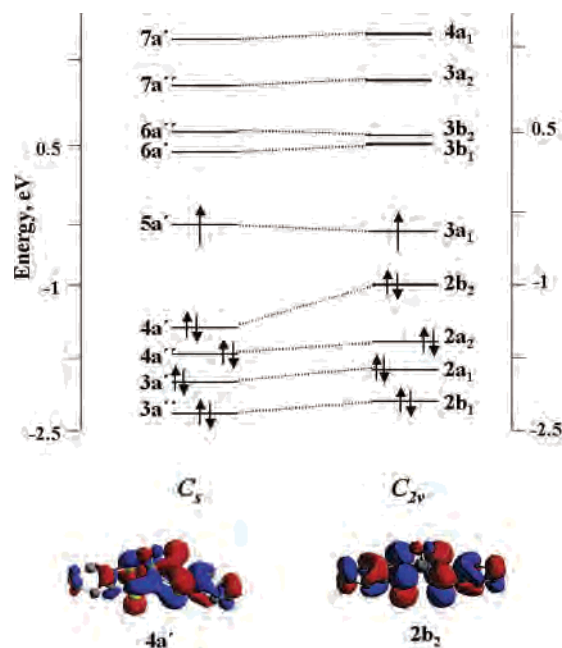 7a´ 4a₁
7a´´ 3a₂
6a´´ 3b₂ 0.5
0.5 6a´ 3b₁
Energy, eV
5a´ 3a₁
-1 2b₂ -1
4a´
4a´´ 2a₂
3a´ 2a₁
3a´´ 2b₁
-2.5 -2.5
Cₛ C₂ᵥ
4a´ 2b₂